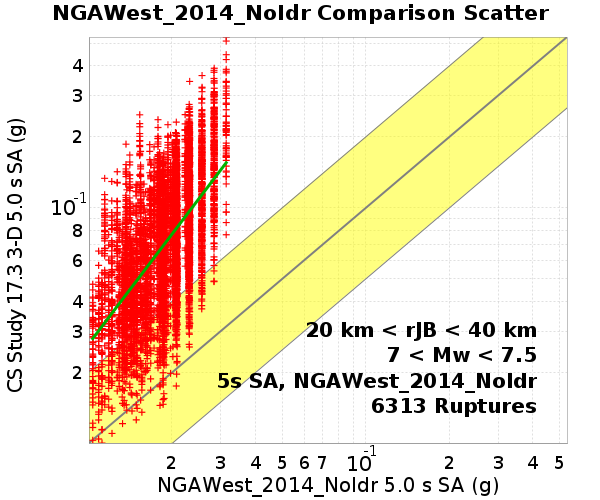 NGAWest_2014_NoIdr Comparison Scatter
CS Study 17.3 3-D 5.0 s SA (g)
4
3
2
10-1
8
6
4
3
2
20 km < rJB < 40 km
7 < Mw < 7.5
5s SA, NGAWest_2014_NoIdr
6313 Ruptures
2 3 4 5 6 7 10-1 2 3 4 5
NGAWest_2014_NoIdr 5.0 s SA (g)